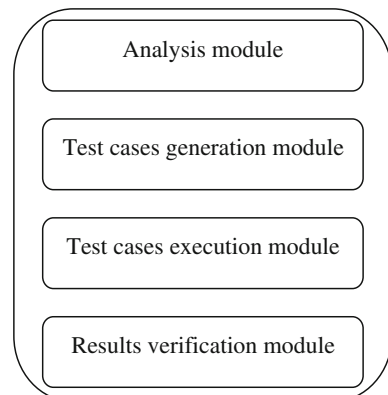 Analysis module
Test cases generation module
Test cases execution module
Results verification module